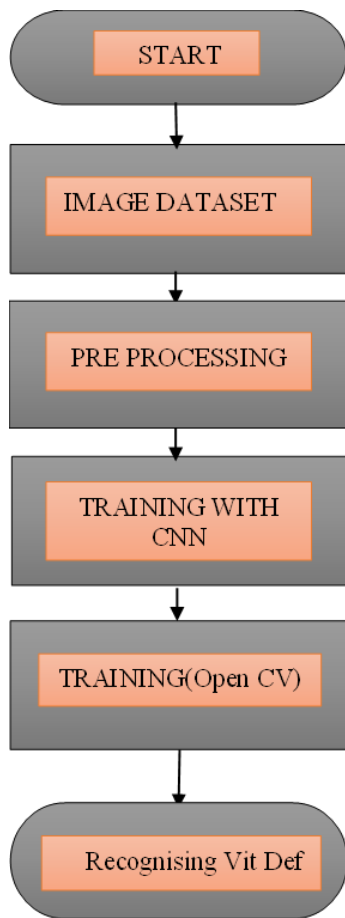 START
IMAGE DATASET
PRE PROCESSING
TRAINING WITH
CNN
TRAINING(Open CV)
Recognising Vit Def